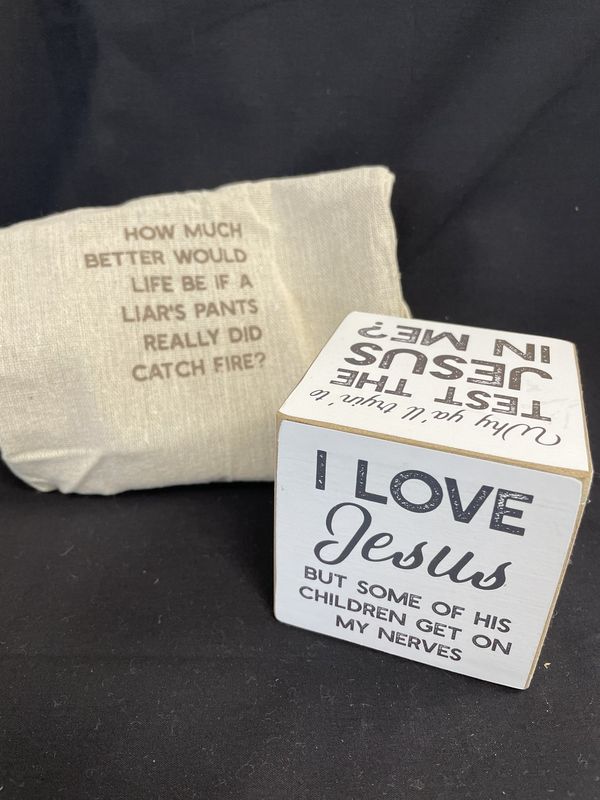 HOW MUCH
BETTER WOULD
LIFE BE IF A
LIAR'S PANTS
REALLY DID
CATCH FIRE?
Why ya'll tryin' to
TEST THE
JESUS
IN ME?
I LOVE
Jesus
BUT SOME OF HIS
CHILDREN GET ON
MY NERVES